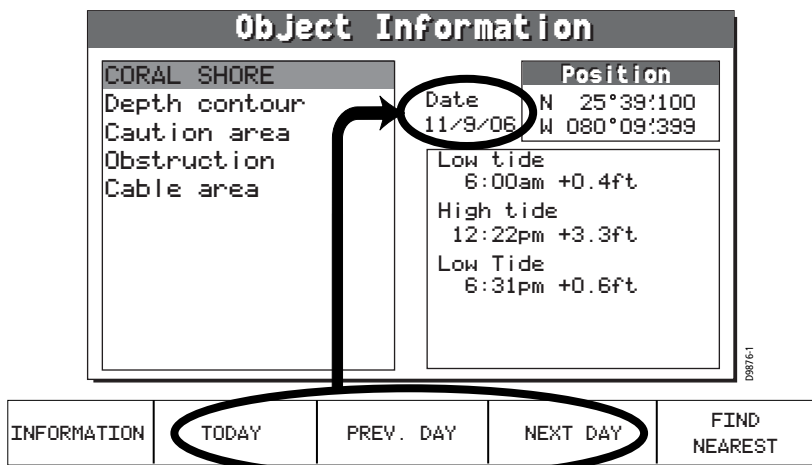 Object Information
CORAL SHORE
Depth contour
Caution area
Obstruction
Cable area
Date
11/9/06
Position
N 25°39'.100
W 080°09'.399
Low tide
6:00am +0.4ft
High tide
12:22pm +3.3ft
Low Tide
6:31pm +0.6ft
D9876-1
INFORMATION
TODAY
PREV. DAY
NEXT DAY
FIND
NEAREST